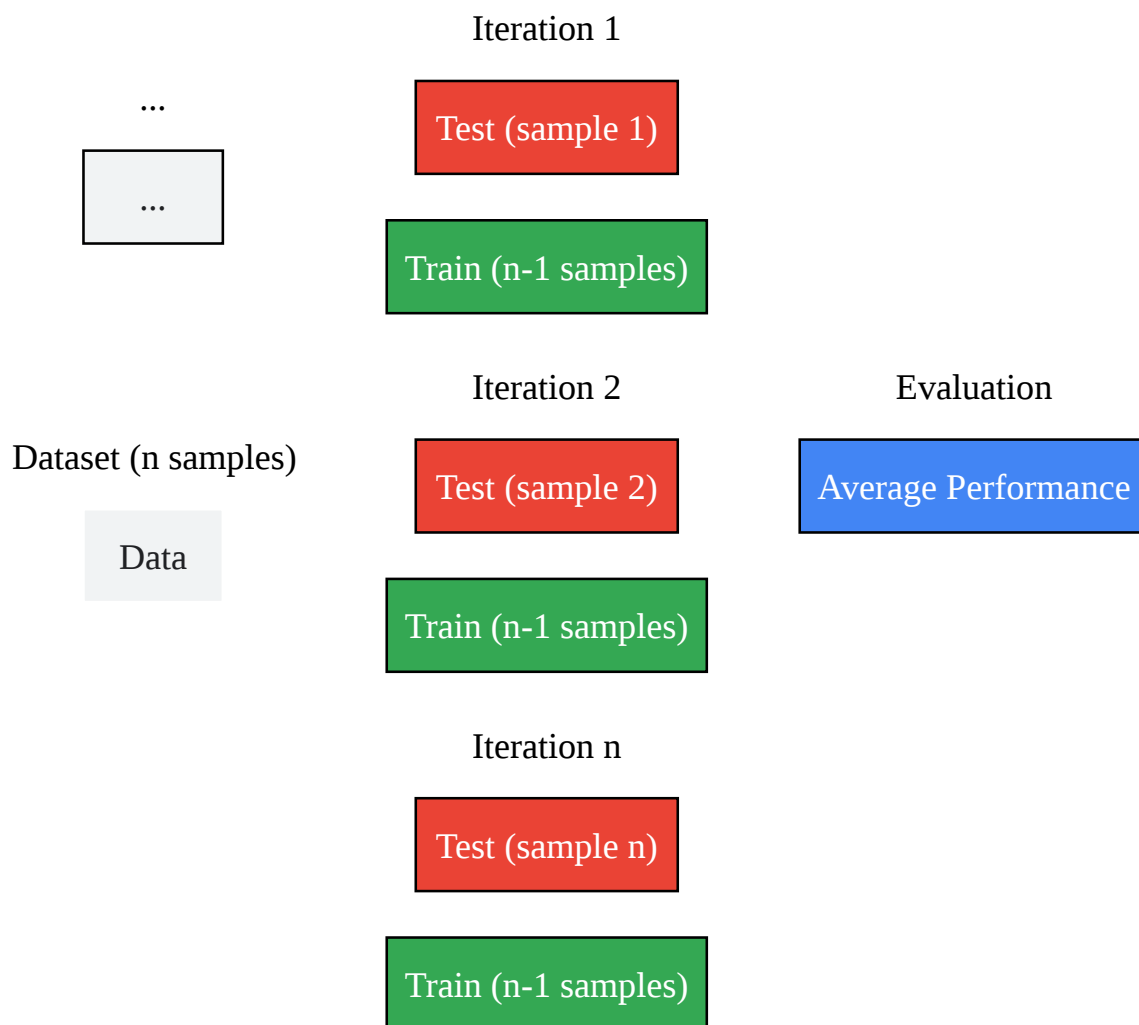 ...
...
Dataset (n samples)
Data
Iteration 1
Test (sample 1)
Train (n-1 samples)
Iteration 2
Test (sample 2)
Train (n-1 samples)
Iteration n
Test (sample n)
Train (n-1 samples)
Evaluation
Average Performance